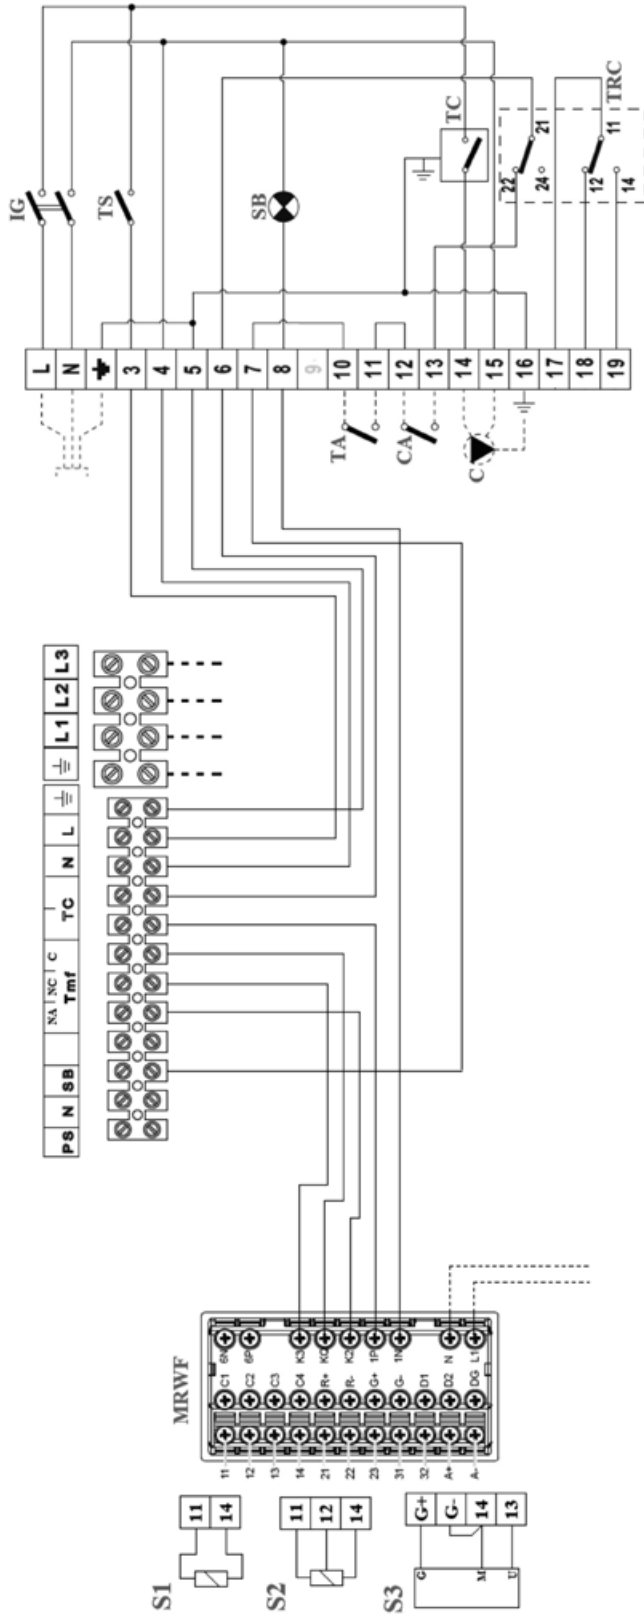 IG
TS
SB
TC
TRC
21
22
24
11
12
14
L
N
3
4
5
6
7
8
9
10
11
12
13
14
15
16
17
18
19
TA
CA
C
L1 L2 L3
PS N SB NA NC C Tmf TC N L
MRWF
6N
6P
K3
KQ
K2
1P
1N
N
L1
C1
C2
C3
C4
R+
R-
G+
G-
D1
D2
DG
11
12
13
14
21
22
23
31
32
A+
A-
S1
11
14
S2
11
12
14
S3
G+
G-
14
13
G
M
U